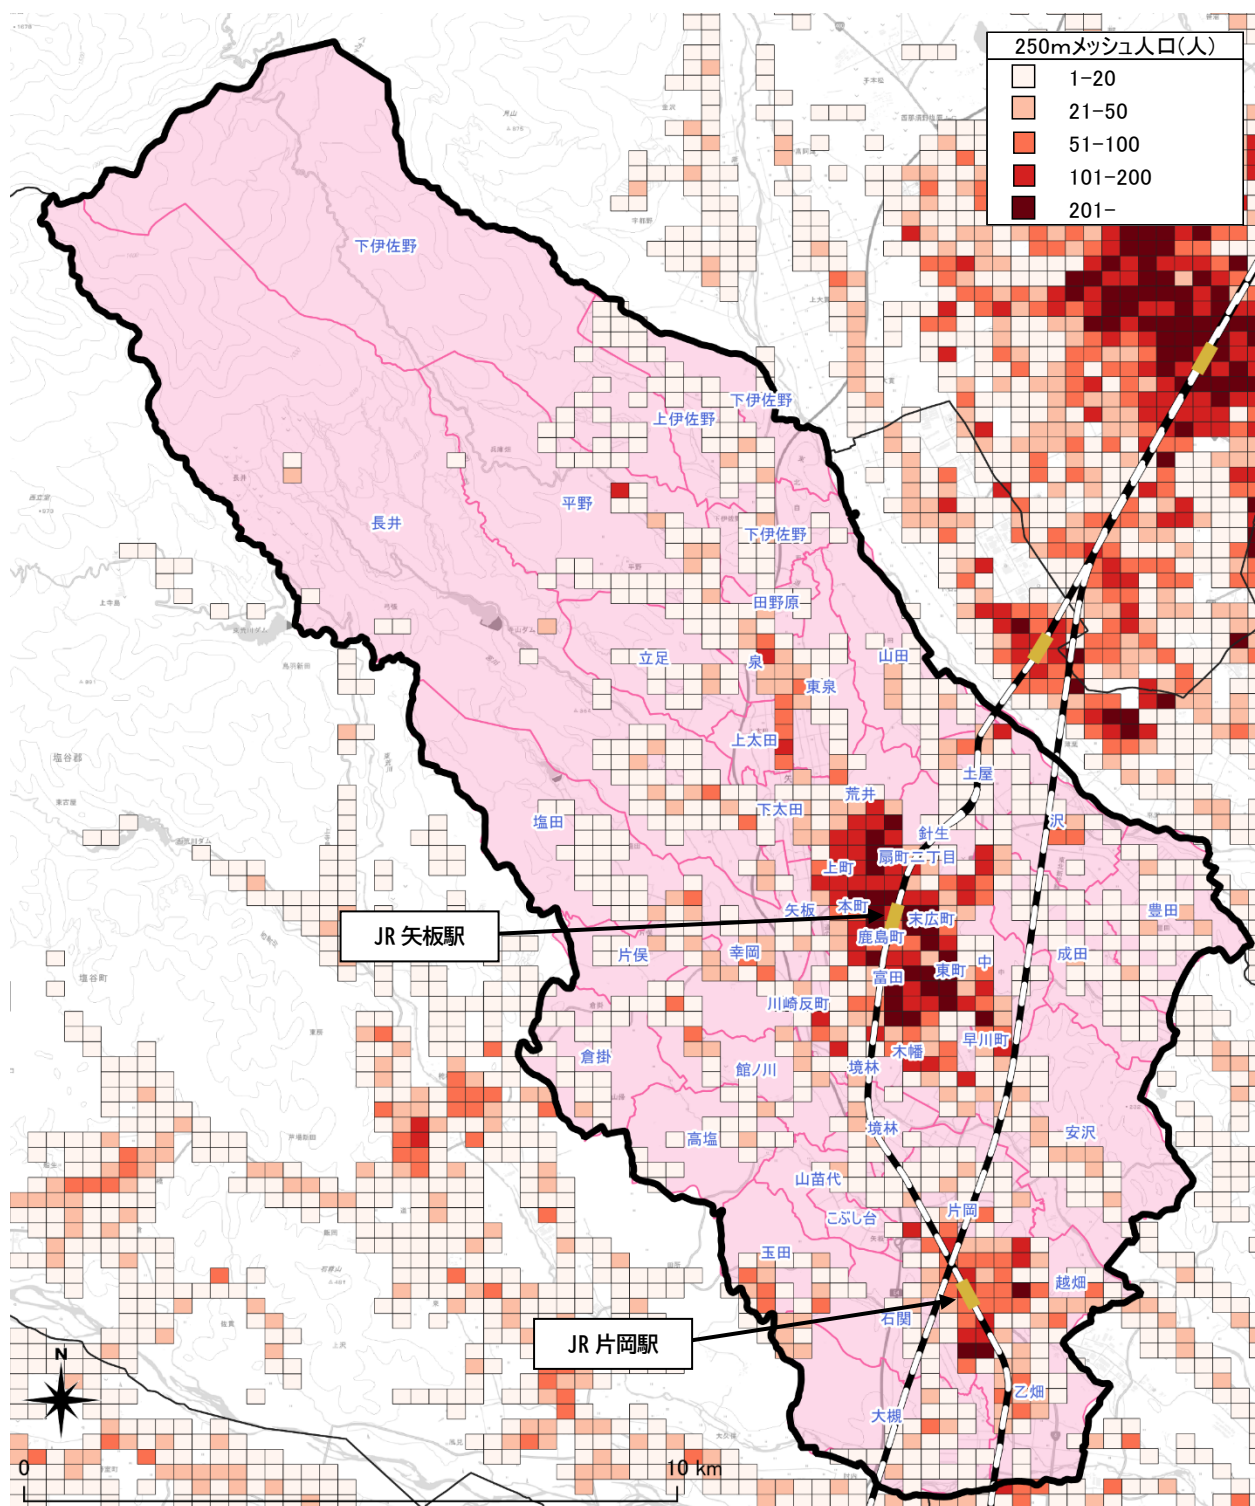 250mメッシュ人口(人)
1-20
21-50
51-100
101-200
201-
下伊佐野
下伊佐野
上伊佐野
平野
長井
下伊佐野
田野原
立足
泉
山田
東泉
上太田
土屋
荒井
下太田
塩田
沢
針生
扇町二丁目
上町
本町
矢板
末広町
豊田
JR 矢板駅
鹿島町
片俣
幸岡
成田
中
東町
富田
川崎反町
早川町
木幡
倉掛
館ノ川
境林
境林
安沢
高塩
山苗代
こぶし台
片岡
玉田
越畑
石関
JR 片岡駅
乙畑
大槻
N
0
10 km
塩谷郡
塩谷町